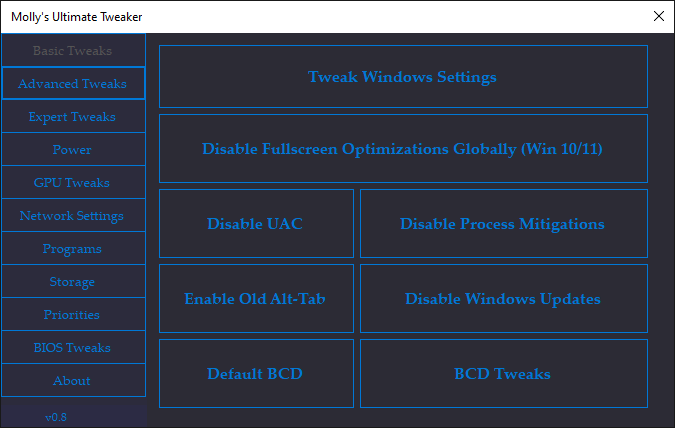 Molly's Ultimate Tweaker
Basic Tweaks
Advanced Tweaks
Expert Tweaks
Power
GPU Tweaks
Network Settings
Programs
Storage
Priorities
BIOS Tweaks
About
v0.8
Tweak Windows Settings
Disable Fullscreen Optimizations Globally (Win 10/11)
Disable UAC
Disable Process Mitigations
Enable Old Alt-Tab
Disable Windows Updates
Default BCD
BCD Tweaks